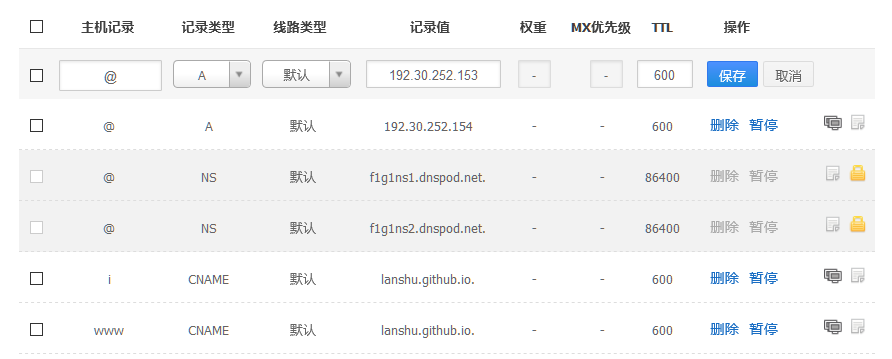 主机记录 记录类型 线路类型 记录值 权重 MX优先级 TTL 操作
@ A 默认 192.30.252.153 - - 600 保存 取消
@ A 默认 192.30.252.154 - - 600 删除 暂停
@ NS 默认 f1g1ns1.dnspod.net. - - 86400 删除 暂停
@ NS 默认 f1g1ns2.dnspod.net. - - 86400 删除 暂停
i CNAME 默认 lanshu.github.io. - - 600 删除 暂停
www CNAME 默认 lanshu.github.io. - - 600 删除 暂停